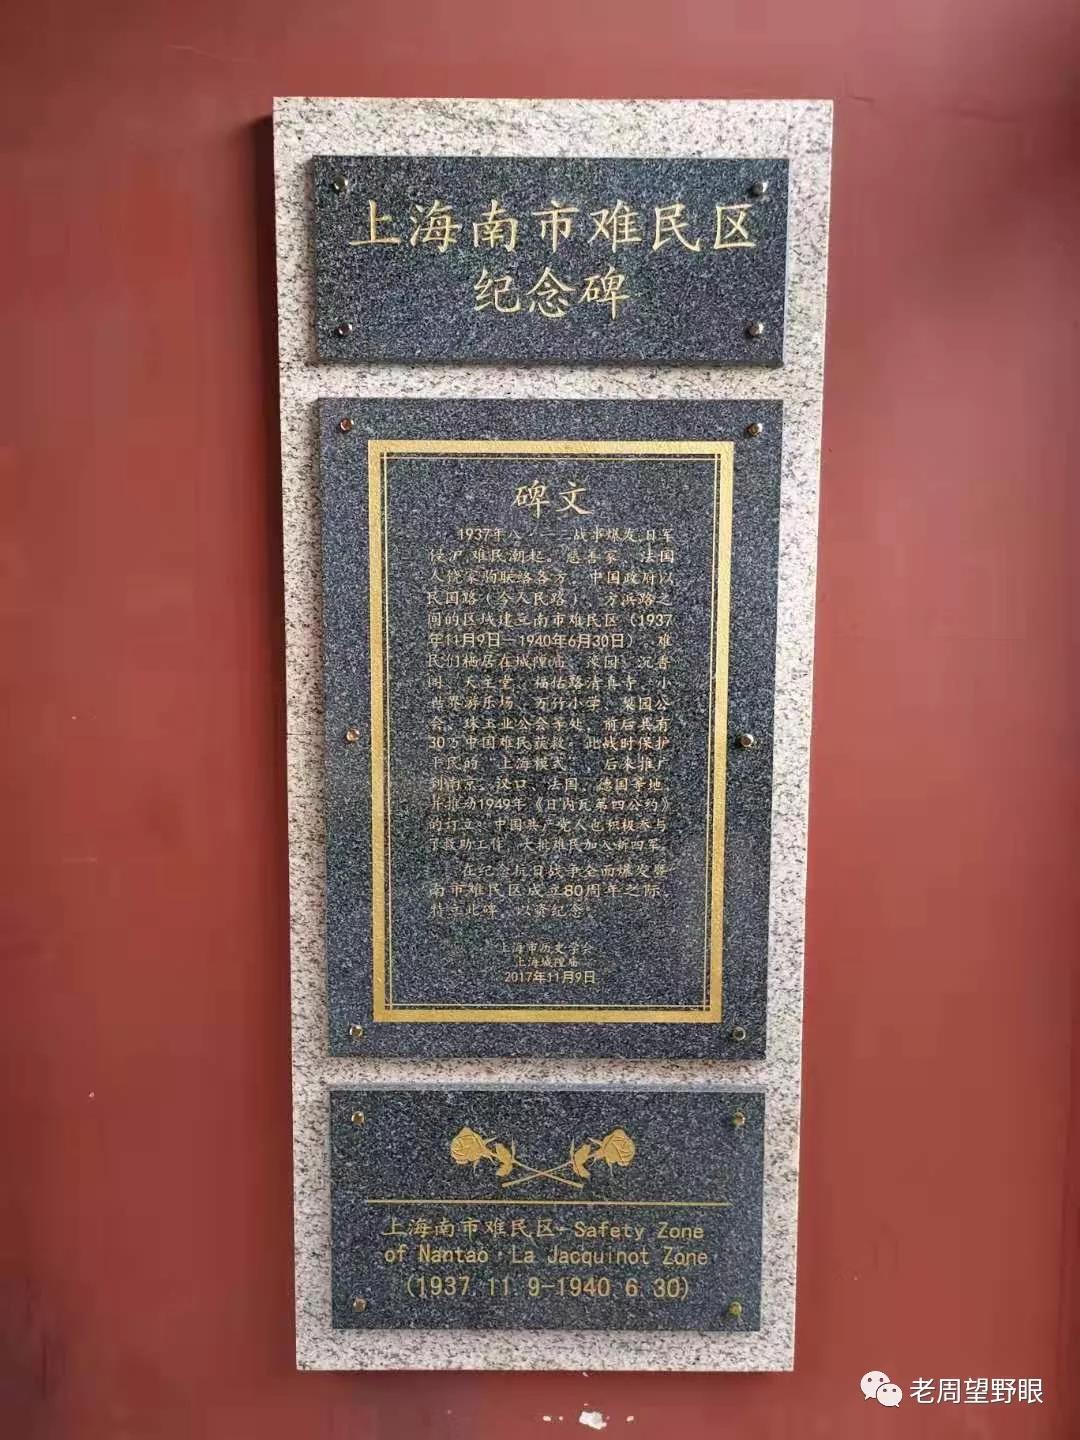 上海南市难民区
纪念碑
碑文
1937年八一三战事爆发，日军
侵沪，难民潮起。慈善家、法国
人饶家驹联络各方，中国政府以
民国路（今人民路）、方浜路之
间的区域建立南市难民区（1937
年11月9日—1940年6月30日）。难
民们栖居在城隍庙、豫园、沉香
阁、天主堂、福佑路清真寺、小
世界游乐场、万竹小学、梨园公
会、珠玉业公会等处，前后共有
30万中国难民获救。此战时保护
平民的“上海模式”，后来推广
到南京、汉口、法国、德国等地，
并推动1949年《日内瓦第四公约》
的订立。中国共产党人也积极参与
了救助工作，大批难民加入新四军。
在纪念抗日战争全面爆发暨
南市难民区成立80周年之际，
特立此碑，以资纪念。
上海市历史学会
上海城隍庙
2017年11月9日
上海南市难民区-Safety Zone
of Nantao·La Jacquinot Zone
(1937.11.9-1940.6.30)
老周望野眼